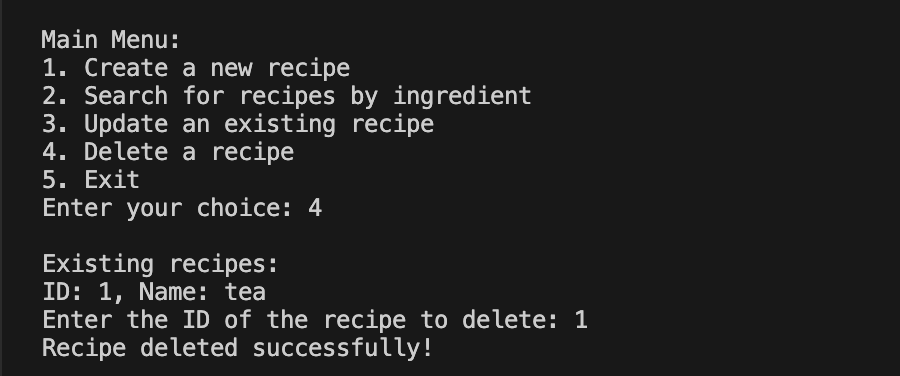 Main Menu:
1. Create a new recipe
2. Search for recipes by ingredient
3. Update an existing recipe
4. Delete a recipe
5. Exit
Enter your choice: 4
Existing recipes:
ID: 1, Name: tea
Enter the ID of the recipe to delete: 1
Recipe deleted successfully!